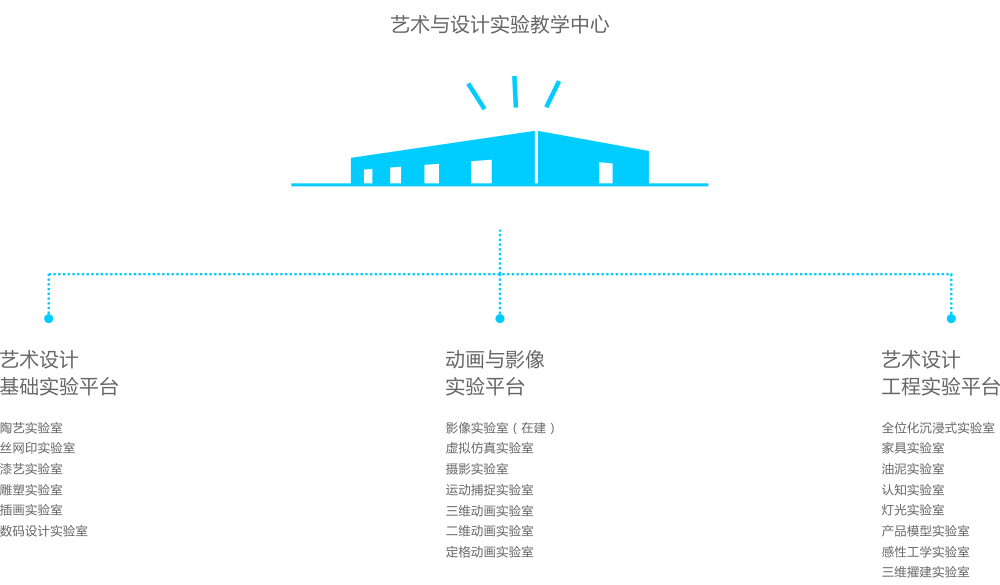 艺术与设计实验教学中心
艺术设计
基础实验平台
陶艺实验室
丝网印实验室
漆艺实验室
雕塑实验室
插画实验室
数码设计实验室
动画与影像
实验平台
影像实验室（在建）
虚拟仿真实验室
摄影实验室
运动捕捉实验室
三维动画实验室
二维动画实验室
定格动画实验室
艺术设计
工程实验平台
全位化沉浸式实验室
家具实验室
油泥实验室
认知实验室
灯光实验室
产品模型实验室
感性工学实验室
三维擢建实验室